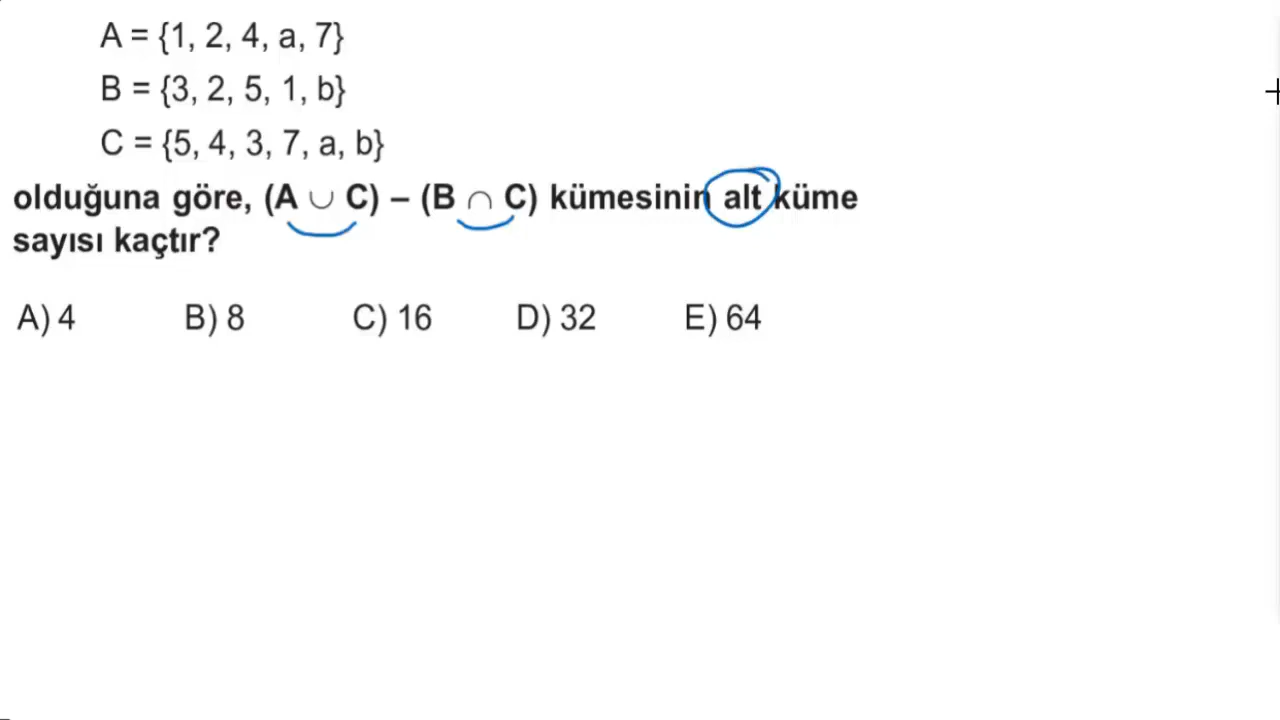 A = {1, 2, 4, a, 7}
B = {3, 2, 5, 1, b}
C = {5, 4, 3, 7, a, b}
olduğuna göre, (A ∪ C) – (B ∩ C) kümesinin alt küme
sayısı kaçtır?
A) 4 B) 8 C) 16 D) 32 E) 64